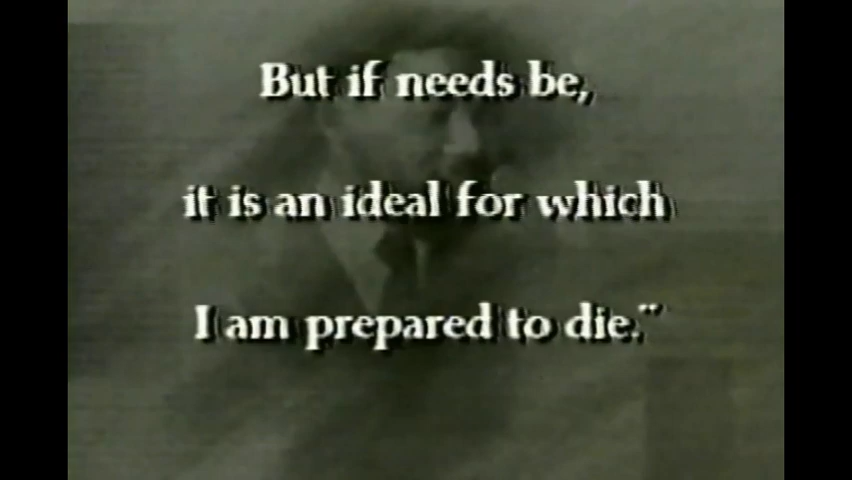 But if needs be,
it is an ideal for which
I am prepared to die."